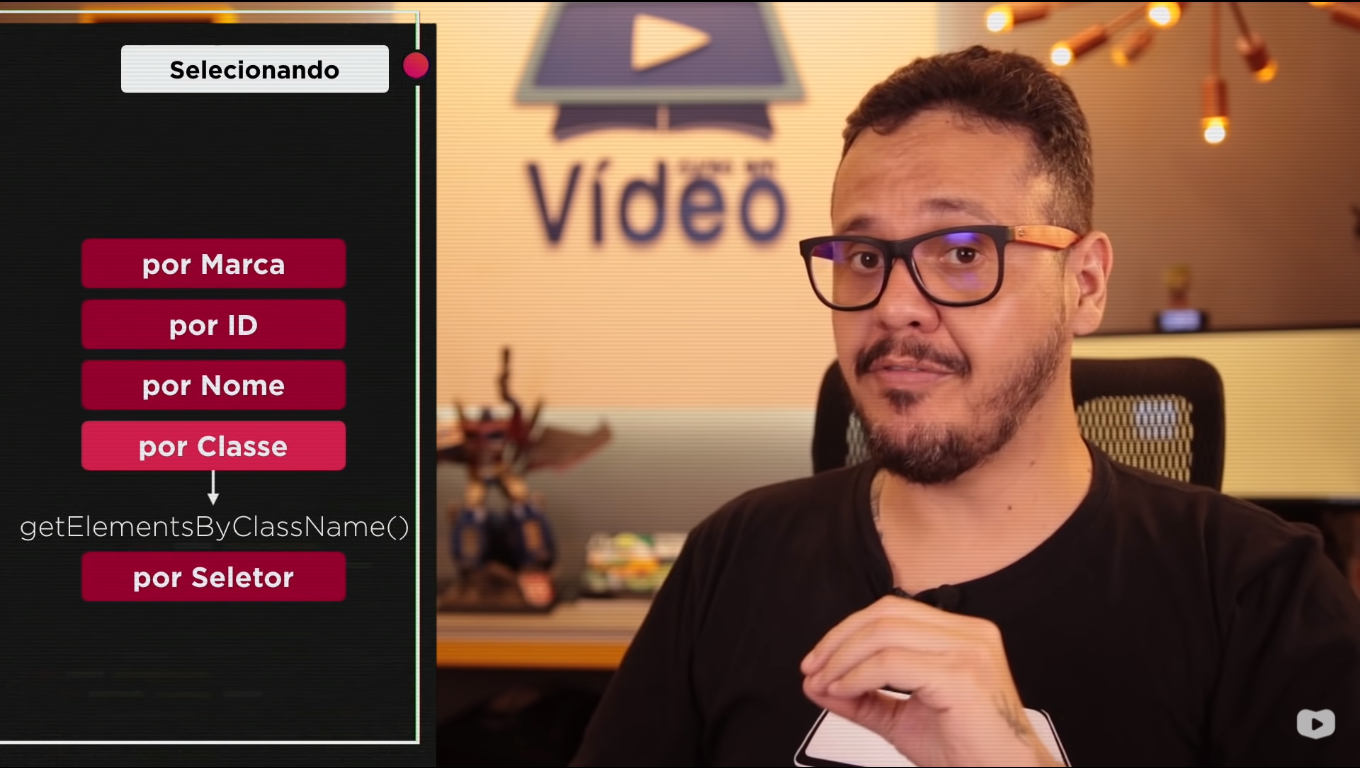 Selecionando
por Marca
por ID
por Nome
por Classe
getElementsByClassName()
por Seletor
Vídeo